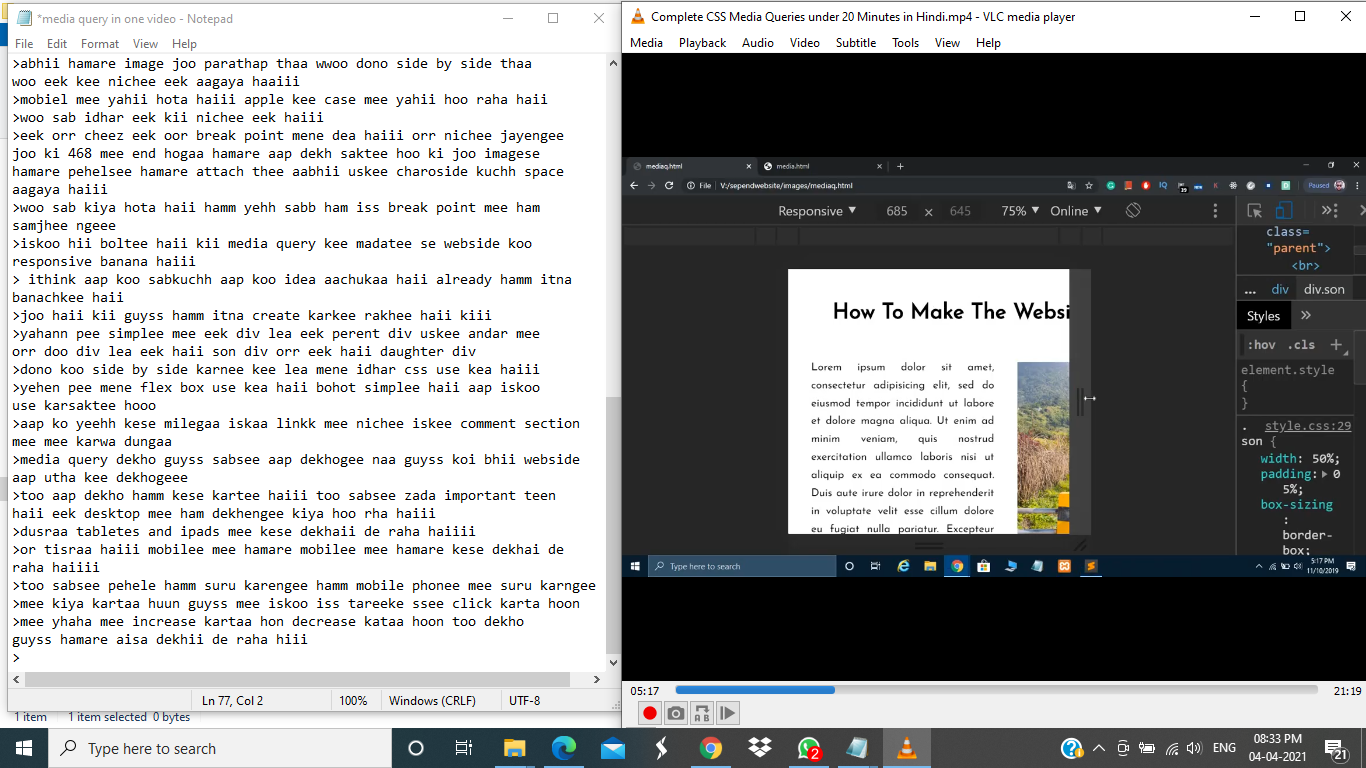 *media query in one video - Notepad
File Edit Format View Help
>abhii hamare image joo parathap thaa wwoo dono side by side thaa
woo eek kee nichee eek aagaya haaiii
>mobiel mee yahii hota haiii apple kee case mee yahii hoo raha haii
>woo sab idhar eek kii nichee eek haiii
>eek orr cheez eek oor break point mene dea haiii orr nichee jayengee
joo ki 468 mee end hogaa hamare aap dekh saktee hoo ki joo imagese
hamare pehelsee hamare attach thee aabhii uskee charoside kuchh space
aagaya haiii
>woo sab kiya hota haii hamm yehh sabb ham iss break point mee ham
samjhee ngeee
>iskoo hii boltee haii kii media query kee madatee se webside koo
responsive banana haiii
> ithink aap koo sabkuchh aap koo idea aachukaa haii already hamm itna
banachkee haii
>joo haii kii guyss hamm itna create karkee rakhee haii kiii
>yahann pee simplee mee eek div lea eek perent div uskee andar mee
orr doo div lea eek haii son div orr eek haii daughter div
>dono koo side by side karnee kee lea mene idhar css use kea haiii
>yehen pee mene flex box use kea haii bohot simplee haii aap iskoo
use karsaktee hooo
>aap ko yeehh kese milegaa iskaa linkk mee nichee iskee comment section
mee mee karwa dungaa
>media query dekho guyss sabsee aap dekhogee naa guyss koi bhii webside
aap utha kee dekhogeee
>too aap dekho hamm kese kartee haiii too sabsee zada important teen
haii eek desktop mee ham dekhengee kiya hoo rha haiii
>dusraa tabletes and ipads mee kese dekhaii de raha haiiii
>or tisraa haiii mobilee mee hamare mobilee mee hamare kese dekhai de
raha haiiii
>too sabsee pehele hamm suru karengee hamm mobile phonee mee suru karngee
>mee kiya kartaa huun guyss mee iskoo iss tareeke ssee click karta hoon
>mee yhaha mee increase kartaa hon decrease kataa hoon too dekho
guyss hamare aisa dekhii de raha hiii
>
Ln 77, Col 2 100% Windows (CRLF) UTF-8
1 item 1 item selected 0 bytes
Complete CSS Media Queries under 20 Minutes in Hindi.mp4 - VLC media player
Media Playback Audio Video Subtitle Tools View Help
mediaq.html media.html
File V:/sependwebsite/images/mediaq.html Paused
Responsive 685 × 645 75% Online
How To Make The Websi
Lorem ipsum dolor sit amet,
consectetur adipisicing elit, sed do
eiusmod tempor incididunt ut labore
et dolore magna aliqua. Ut enim ad
minim veniam, quis nostrud
exercitation ullamco laboris nisi ut
aliquip ex ea commodo consequat.
Duis aute irure dolor in reprehenderit
in voluptate velit esse cillum dolore
eu fugiat nulla pariatur. Excepteur
class=
"parent">
<br>
... div div.son
Styles
:hov .cls +
element.style
{
}
. style.css:29
son {
width: 50%;
padding: 0
5%;
box-sizing
:
border-
box;
Type here to search
5:17 PM
11/10/2019
05:17 21:19
A B
Type here to search
2
ENG
08:33 PM
04-04-2021
21